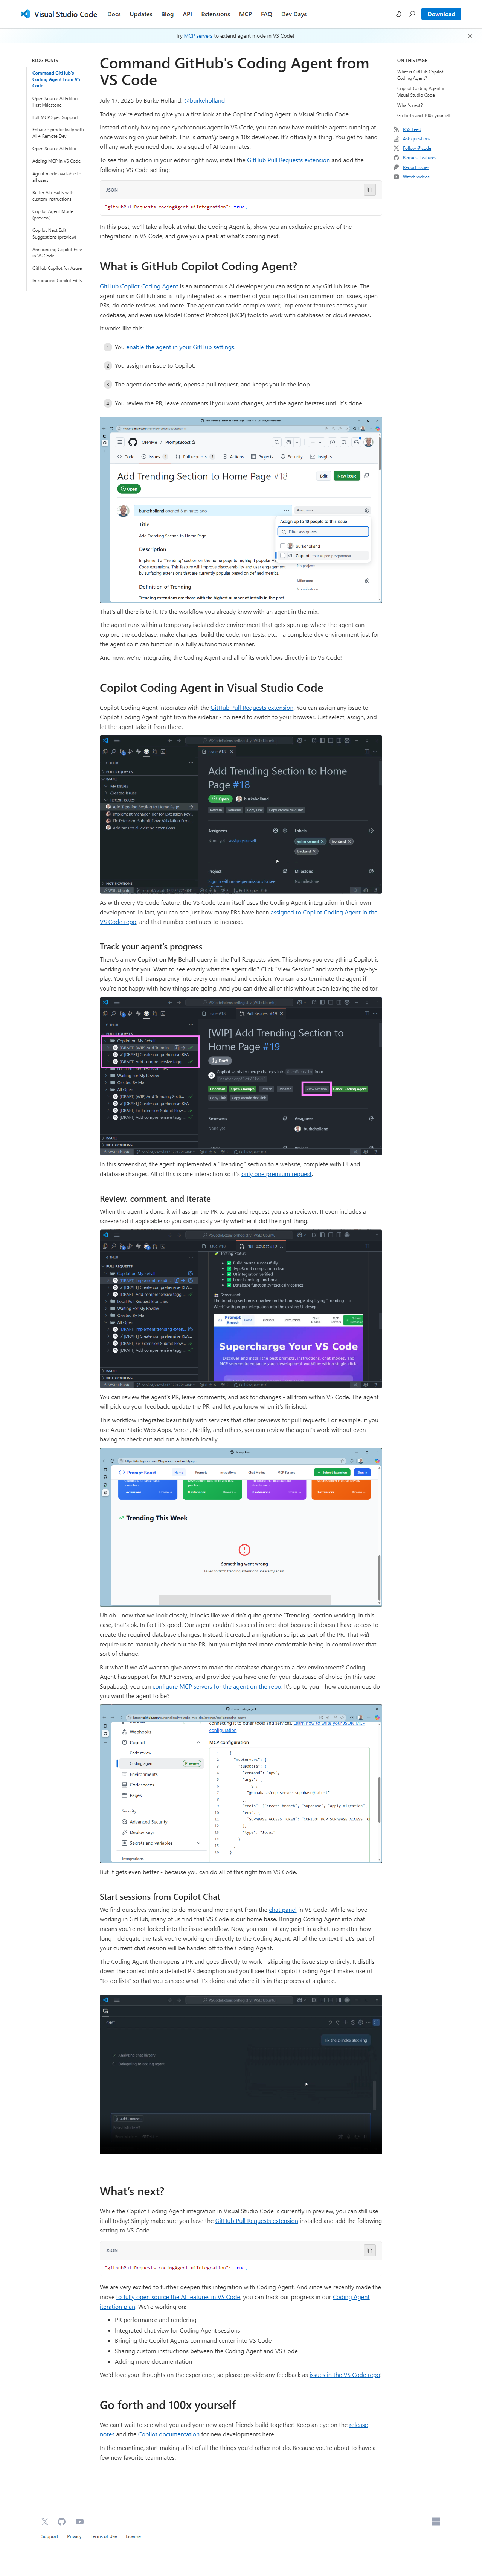 Visual Studio Code
Docs
Updates
Blog
API
Extensions
MCP
FAQ
Dev Days
Download
Try MCP servers to extend agent mode in VS Code!
BLOG POSTS
Command GitHub's
Coding Agent from VS
Code
Open Source AI Editor:
First Milestone
Full MCP Spec Support
Enhance productivity with
AI + Remote Dev
Open Source AI Editor
Adding MCP in VS Code
Agent mode available to
all users
Better AI results with
custom instructions
Copilot Agent Mode
(preview)
Copilot Next Edit
Suggestions (preview)
Announcing Copilot Free
in VS Code
GitHub Copilot for Azure
Introducing Copilot Edits
ON THIS PAGE
What is GitHub Copilot
Coding Agent?
Copilot Coding Agent in
Visual Studio Code
What's next?
Go forth and 100x yourself
RSS Feed
Ask questions
Follow @code
Request features
Report issues
Watch videos
Command GitHub's Coding Agent from
VS Code
July 17, 2025 by Burke Holland, @burkeholland
Today, we're excited to give you a first look at the Copilot Coding Agent in Visual Studio Code.
Instead of only having one synchronous agent in VS Code, you can now have multiple agents running at
once, working on your behalf. This is actually what it's like being a 10x developer. It's official: you are a 10x dev.
At least you are now that you have access to a squad of AI teammates.
To see this in action in your editor right now, install the GitHub Pull Requests extension and add the
following VS Code setting:
JSON
"githubPullRequests.codingAgent.uiIntegration": true,
In this post, we'll take a look at what the Coding Agent is, show you how you can use it with these new
integrations in VS Code, and give you a peak at what's coming next.
What is GitHub Copilot Coding Agent?
GitHub Copilot Coding Agent is an autonomous AI developer that you can assign to any GitHub issue. The
agent runs in GitHub and is fully integrated as a member of your repo that can comment on issues, open
PRs, do code reviews, and more. The agent can tackle complex work, implement features across your
codebase, and even use Model Context Protocol (MCP) tools to work with databases or cloud services.
It works like this:
1 You enable the agent in your GitHub settings.
2 You assign an issue to Copilot.
3 The agent does the work, opens a pull request, and keeps you in the loop.
4 You review the PR, leave comments if you want changes, and the agent iterates until it's done.
Code
Issues
Pull requests
Actions
Projects
Security
Insights
Add Trending Section to Home Page #18
Edit
New issue
Open
burkeholland opened 9 minutes ago
Assignees
Assign up to 10 people to this issue
Filter assignees
burkeholland
Copilot Your AI pair programmer
No projects
Milestone
No milestone
Title
Add Trending Section to Home Page
Description
Definition of Trending
That's all there is to it. It's the workflow you already know with an agent in the mix.
The agent runs within a temporary isolated dev environment that gets spun up where the agent can
explore the codebase, make changes, build the code, run tests, etc. - a complete dev environment just for
the agent so it can function in a fully autonomous manner.
And now, we're integrating the Coding Agent and all of its workflows directly into VS Code!
Copilot Coding Agent in Visual Studio Code
Copilot Coding Agent integrates with the GitHub Pull Requests extension. You can assign any issue to
Copilot Coding Agent right from the sidebar - no need to switch to your browser. Just select, assign, and
let the agent take it from there.
Add Trending Section to Home
Page #18
Open
As with every VS Code feature, the VS Code team itself uses the Coding Agent integration in their own
development. In fact, you can see just how many PRs have been assigned to Copilot Coding Agent in the
VS Code repo, and that number continues to increase.
Track your agent's progress
There's a new Copilot on My Behalf query in the Pull Requests view. This shows you everything Copilot is
working on for you. Want to see exactly what the agent did? Click "View Session" and watch the play-by-
play. You get full transparency into every command and decision. You can also terminate the agent if
you're not happy with how things are going. And you can drive all of this without even leaving the editor.
[WIP] Add Trending Section to
Home Page #19
Draft
In this screenshot, the agent implemented a "Trending" section to a website, complete with UI and
database changes. All of this is one interaction so it's only one premium request.
Review, comment, and iterate
When the agent is done, it will assign the PR to you and request you as a reviewer. It even includes a
screenshot if applicable so you can quickly verify whether it did the right thing.
Supercharge Your VS Code
You can review the agent's PR, leave comments, and ask for changes - all from within VS Code. The agent
will pick up your feedback, update the PR, and let you know when it's finished.
This workflow integrates beautifully with services that offer previews for pull requests. For example, if you
use Azure Static Web Apps, Vercel, Netlify, and others, you can review the agent's work without even
having to check out and run a branch locally.
Prompt Boost
Trending This Week
Something went wrong
Uh oh - now that we look closely, it looks like we didn't quite get the "Trending" section working. In this
case, that's ok. In fact it's good. Our agent couldn't succeed in one shot because it doesn't have access to
create the required database changes. Instead, it created a migration script as part of the PR. That will
require us to manually check out the PR, but you might not feel more comfortable being in control over that
sort of change.
But what if we did want to give access to make the database changes to a dev environment? Coding
Agent has support for MCP servers, and provided you have one for your database of choice (in this case
Supabase), you can configure MCP servers for the agent on the repo. It's up to you - how autonomous do
you want the agent to be?
Webhooks
Copilot
Code review
Coding agent
Preview
Environments
Codespaces
Pages
Security
Advanced Security
Deploy keys
Secrets and variables
MCP configuration
But it gets even better - because you can do all of this right from VS Code.
Start sessions from Copilot Chat
We find ourselves wanting to do more and more right from the chat panel in VS Code. While we love
working in GitHub, many of us find that VS Code is our home base. Bringing Coding Agent into chat
means you're not locked into the issue workflow. Now, you can - at any point in a chat, no matter how
long - delegate the task you're working on directly to the Coding Agent. All of the context that's part of
your current chat session will be handed off to the Coding Agent.
The Coding Agent then opens a PR and goes directly to work - skipping the issue step entirely. It distills
down the context into a detailed PR description and you'll see that Copilot Coding Agent makes use of
"to-do lists" so that you can see what it's doing and where it is in the process at a glance.
What's next?
While the Copilot Coding Agent integration in Visual Studio Code is currently in preview, you can still use
it all today! Simply make sure you have the GitHub Pull Requests extension installed and add the following
setting to VS Code...
JSON
"githubPullRequests.codingAgent.uiIntegration": true,
We are very excited to further deepen this integration with Coding Agent. And since we recently made the
move to fully open source the AI features in VS Code, you can track our progress in our Coding Agent
iteration plan. We're working on:
PR performance and rendering
Integrated chat view for Coding Agent sessions
Bringing the Copilot Agents command center into VS Code
Sharing custom instructions between the Coding Agent and VS Code
Adding more documentation
We'd love your thoughts on the experience, so please provide any feedback as issues in the VS Code repo!
Go forth and 100x yourself
We can't wait to see what you and your new agent friends build together! Keep an eye on the release
notes and the Copilot documentation for new developments.
In the meantime, start making a list of all the things you'd rather not do. Because you're about to have a
few new favorite teammates.
Support
Privacy
Terms of Use
License